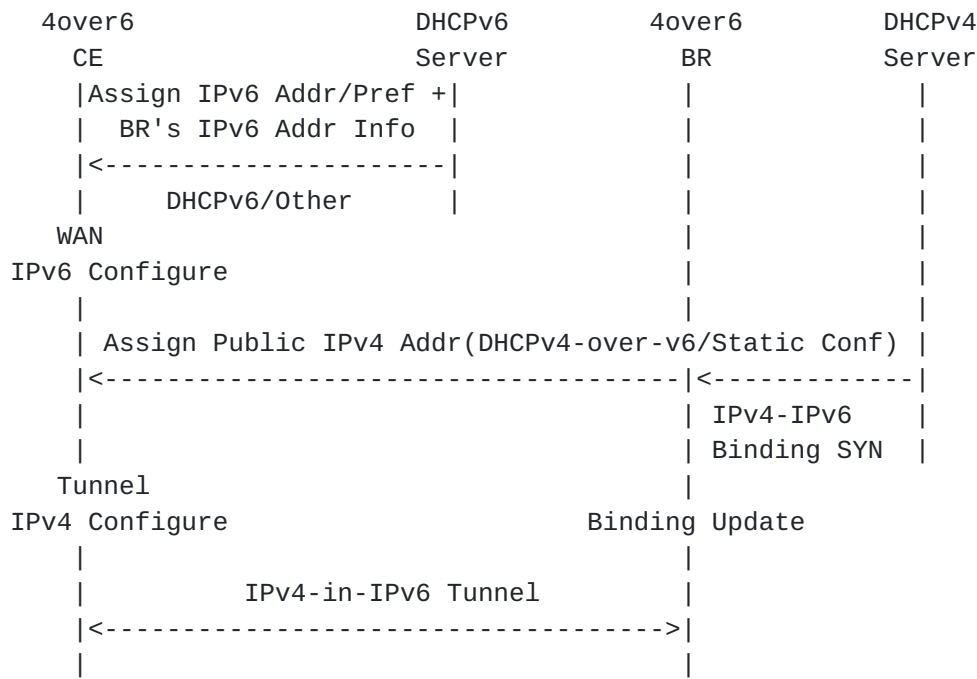 4over6                  DHCPv6         4over6         DHCPv4
    CE                    Server           BR           Server
     |Assign IPv6 Addr/Pref +|              |              |
     |  BR's IPv6 Addr Info  |              |              |
     |<----------------------|              |              |
     |     DHCPv6/Other      |              |              |
   WAN                                      |              |
IPv6 Configure                              |              |
     |                                      |              |
     | Assign Public IPv4 Addr(DHCPv4-over-v6/Static Conf) |
     |<-------------------------------------|<-------------|
     |                                      | IPv4-IPv6    |
     |                                      | Binding SYN  |
   Tunnel                                   |
IPv4 Configure                       Binding Update
     |                                      |
     |          IPv4-in-IPv6 Tunnel         |
     |<------------------------------------>|
     |                                      |